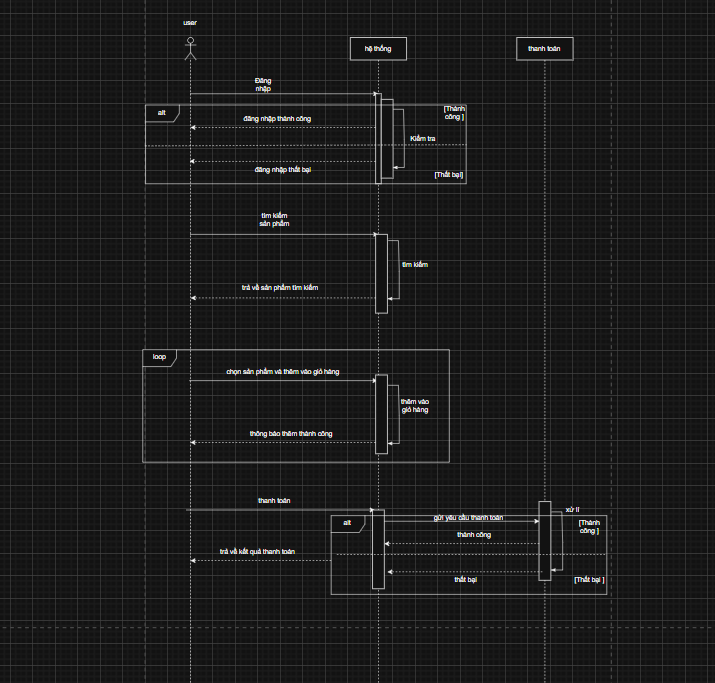 user
hệ thống
thanh toán
Đăng
nhập
alt
[Thành
công ]
đăng nhập thành công
Kiểm tra
đăng nhập thất bại
[Thất bại]
tìm kiếm
sản phẩm
tìm kiếm
trả về sản phẩm tìm kiếm
loop
chọn sản phẩm và thêm vào giỏ hàng
thêm vào
giỏ hàng
thông báo thêm thành công
thanh toán
xử lí
alt
gửi yêu cầu thanh toán
[Thành
công ]
thành công
trả về kết quả thanh toán
thất bại
[Thất bại ]